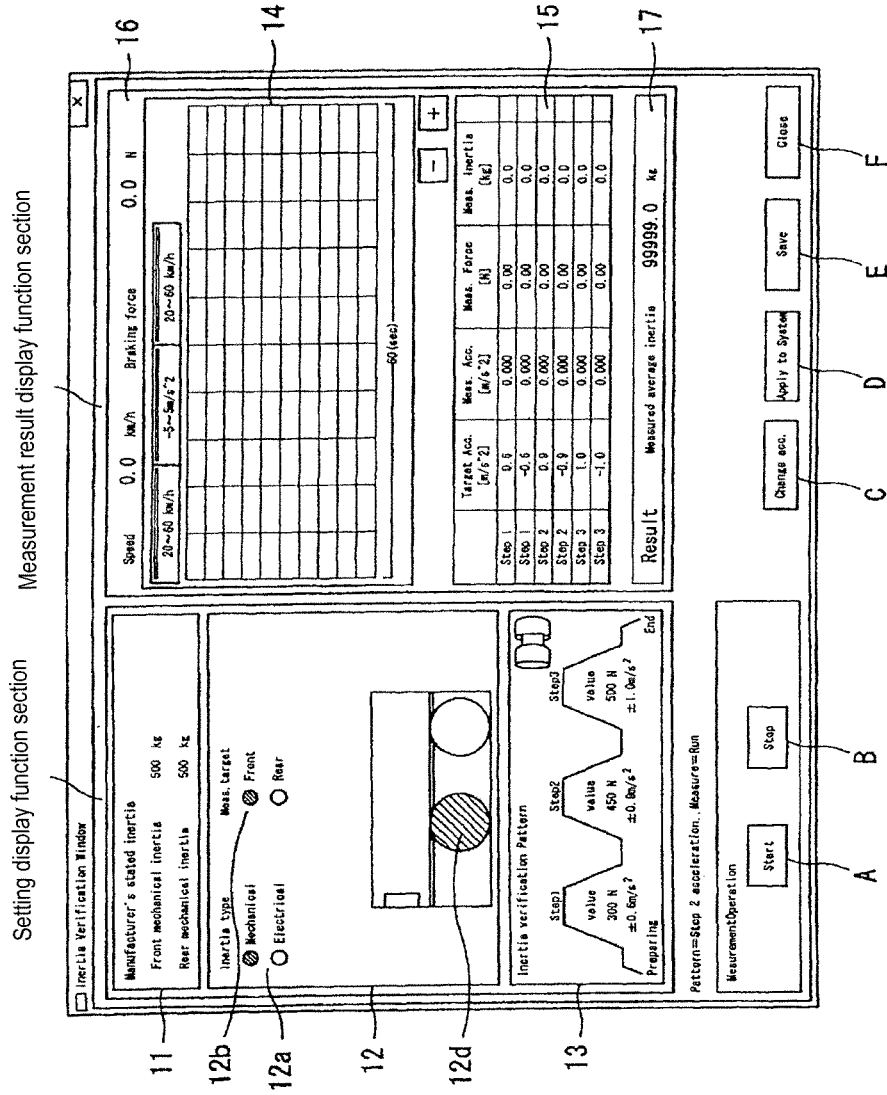 Setting display function section
Measurement result display function section
Inertia Verification Window
×
Manufacturer's stated inertia
Front mechanical inertia 500 kg
Rear mechanical inertia 500 kg
Inertia type Meas. target
Mechanical Front
Electrical Rear
Inertia verification Pattern
Step1 Step2 Step3
value value value
300 N 450 N 500 N
±0.6m/s² ±0.9m/s² ±1.0m/s²
Preparing End
Pattern=Step 2 acceleration, Measure=Run
MesurementOperation
Start Stop
Speed 0.0 km/h Braking force 0.0 N
20~60 km/h -5~5m/s^2 20~60 km/h
60(sec)
- +
Target Acc. Meas. Acc. Meas. Force Meas. Inertia
[m/s^2] [m/s^2] [N] [kg]
Step 1 0.6 0.000 0.00 0.0
Step 1 -0.6 0.000 0.00 0.0
Step 2 0.9 0.000 0.00 0.0
Step 2 -0.9 0.000 0.00 0.0
Step 3 1.0 0.000 0.00 0.0
Step 3 -1.0 0.000 0.00 0.0
Result Measured average inertia 99999.0 kg
Change acc. Apply to System Save Close
11
12b
12a
12
12d
13
16
14
15
17
A B C D E F